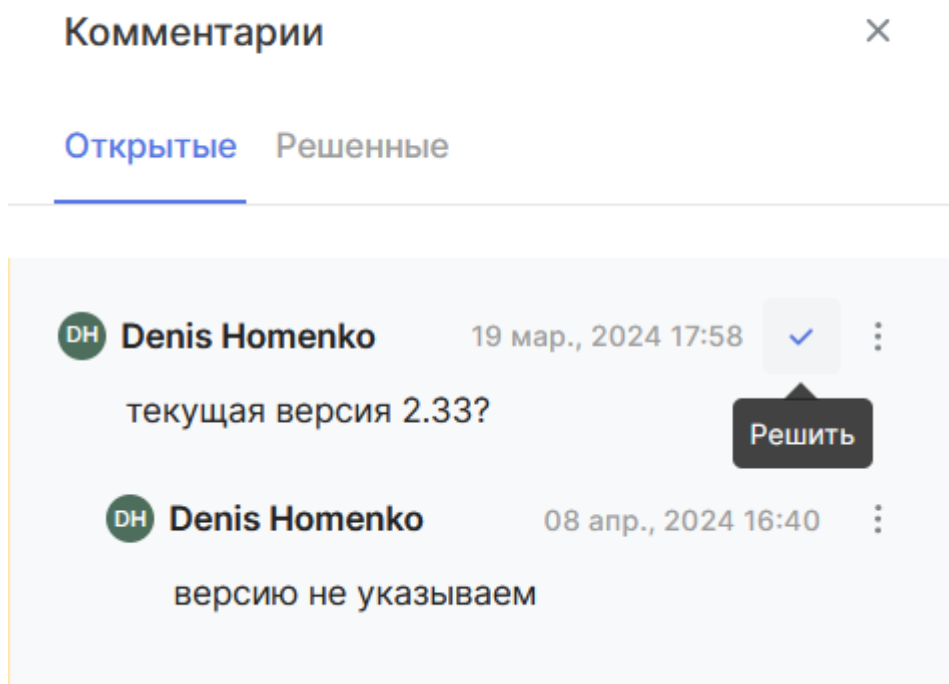 Комментарии
Открытые Решенные
DH Denis Homenko 19 мар., 2024 17:58
текущая версия 2.33?
Решить
DH Denis Homenko 08 апр., 2024 16:40
версию не указываем